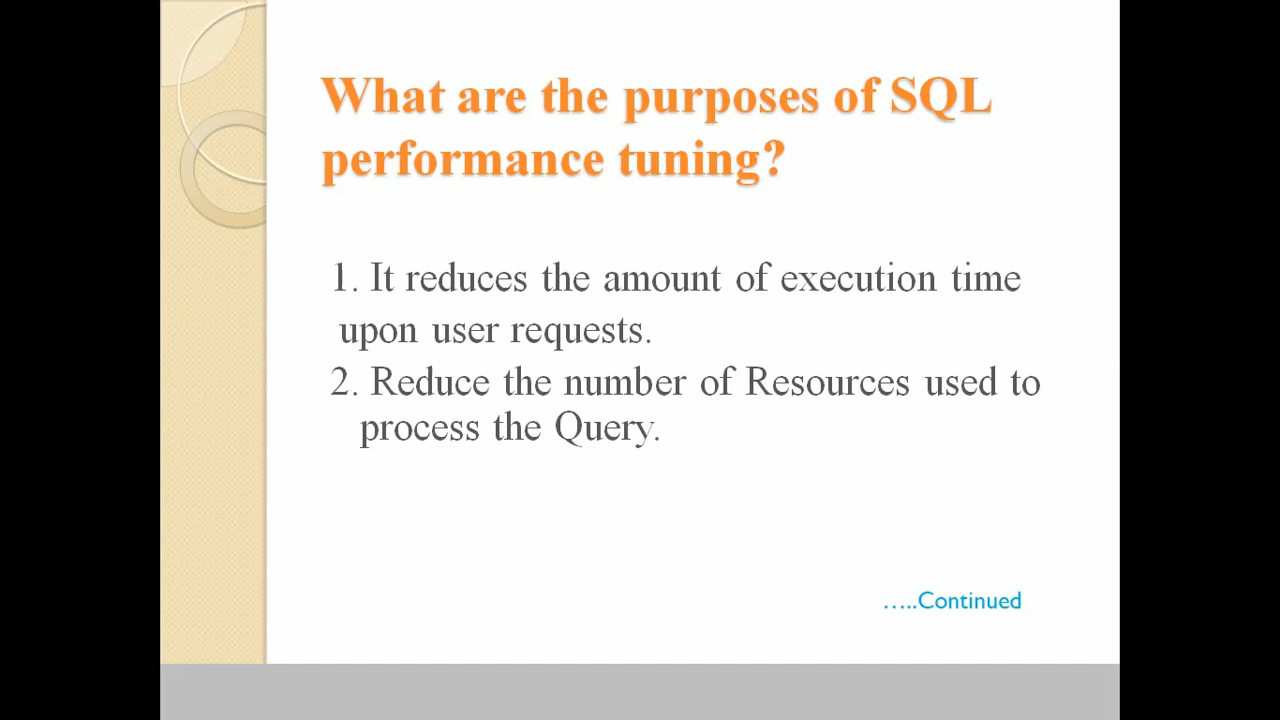 What are the purposes of SQL
performance tuning?
1. It reduces the amount of execution time
upon user requests.
2. Reduce the number of Resources used to
process the Query.
…..Continued